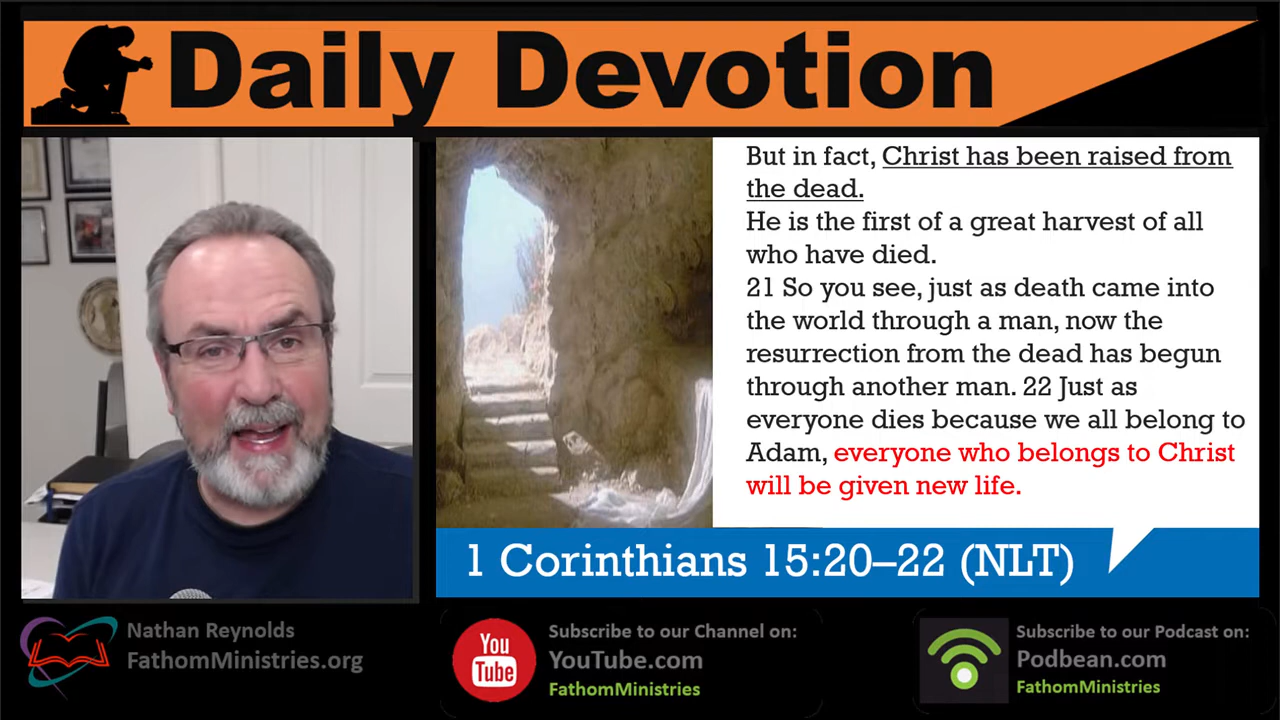 Daily Devotion
But in fact, Christ has been raised from
the dead.
He is the first of a great harvest of all
who have died.
21 So you see, just as death came into
the world through a man, now the
resurrection from the dead has begun
through another man. 22 Just as
everyone dies because we all belong to
Adam, everyone who belongs to Christ
will be given new life.
1 Corinthians 15:20–22 (NLT)
Nathan Reynolds
FathomMinistries.org
You
Tube
Subscribe to our Channel on:
YouTube.com
FathomMinistries
Subscribe to our Podcast on:
Podbean.com
FathomMinistries